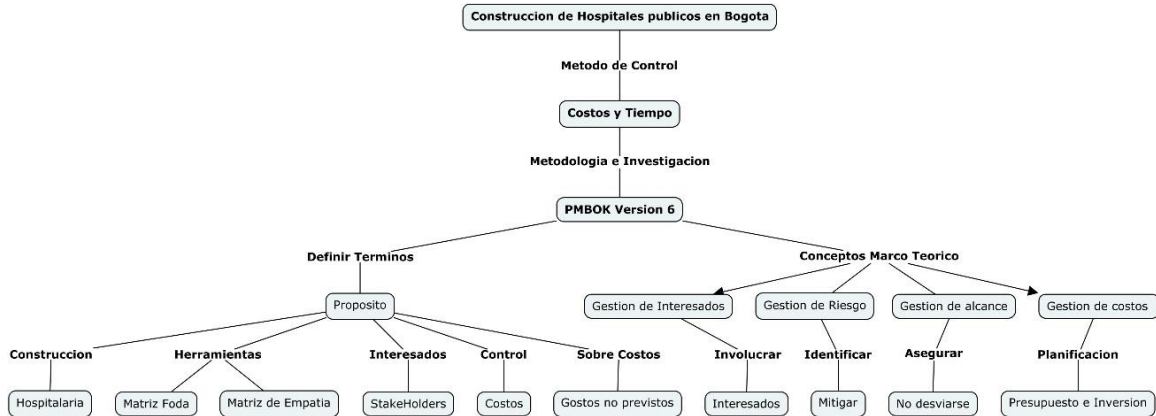 Construccion de Hospitales publicos en Bogota
Metodo de Control
Costos y Tiempo
Metodologia e Investigacion
PMBOK Version 6
Definir Terminos
Conceptos Marco Teorico
Proposito
Gestion de Interesados
Gestion de Riesgo
Gestion de alcance
Gestion de costos
Construccion
Herramientas
Interesados
Control
Sobre Costos
Involucrar
Identificar
Asegurar
Planificacion
Hospitalaria
Matriz Foda
Matriz de Empatia
StakeHolders
Costos
Gostos no previstos
Interesados
Mitigar
No desviarse
Presupuesto e Inversion